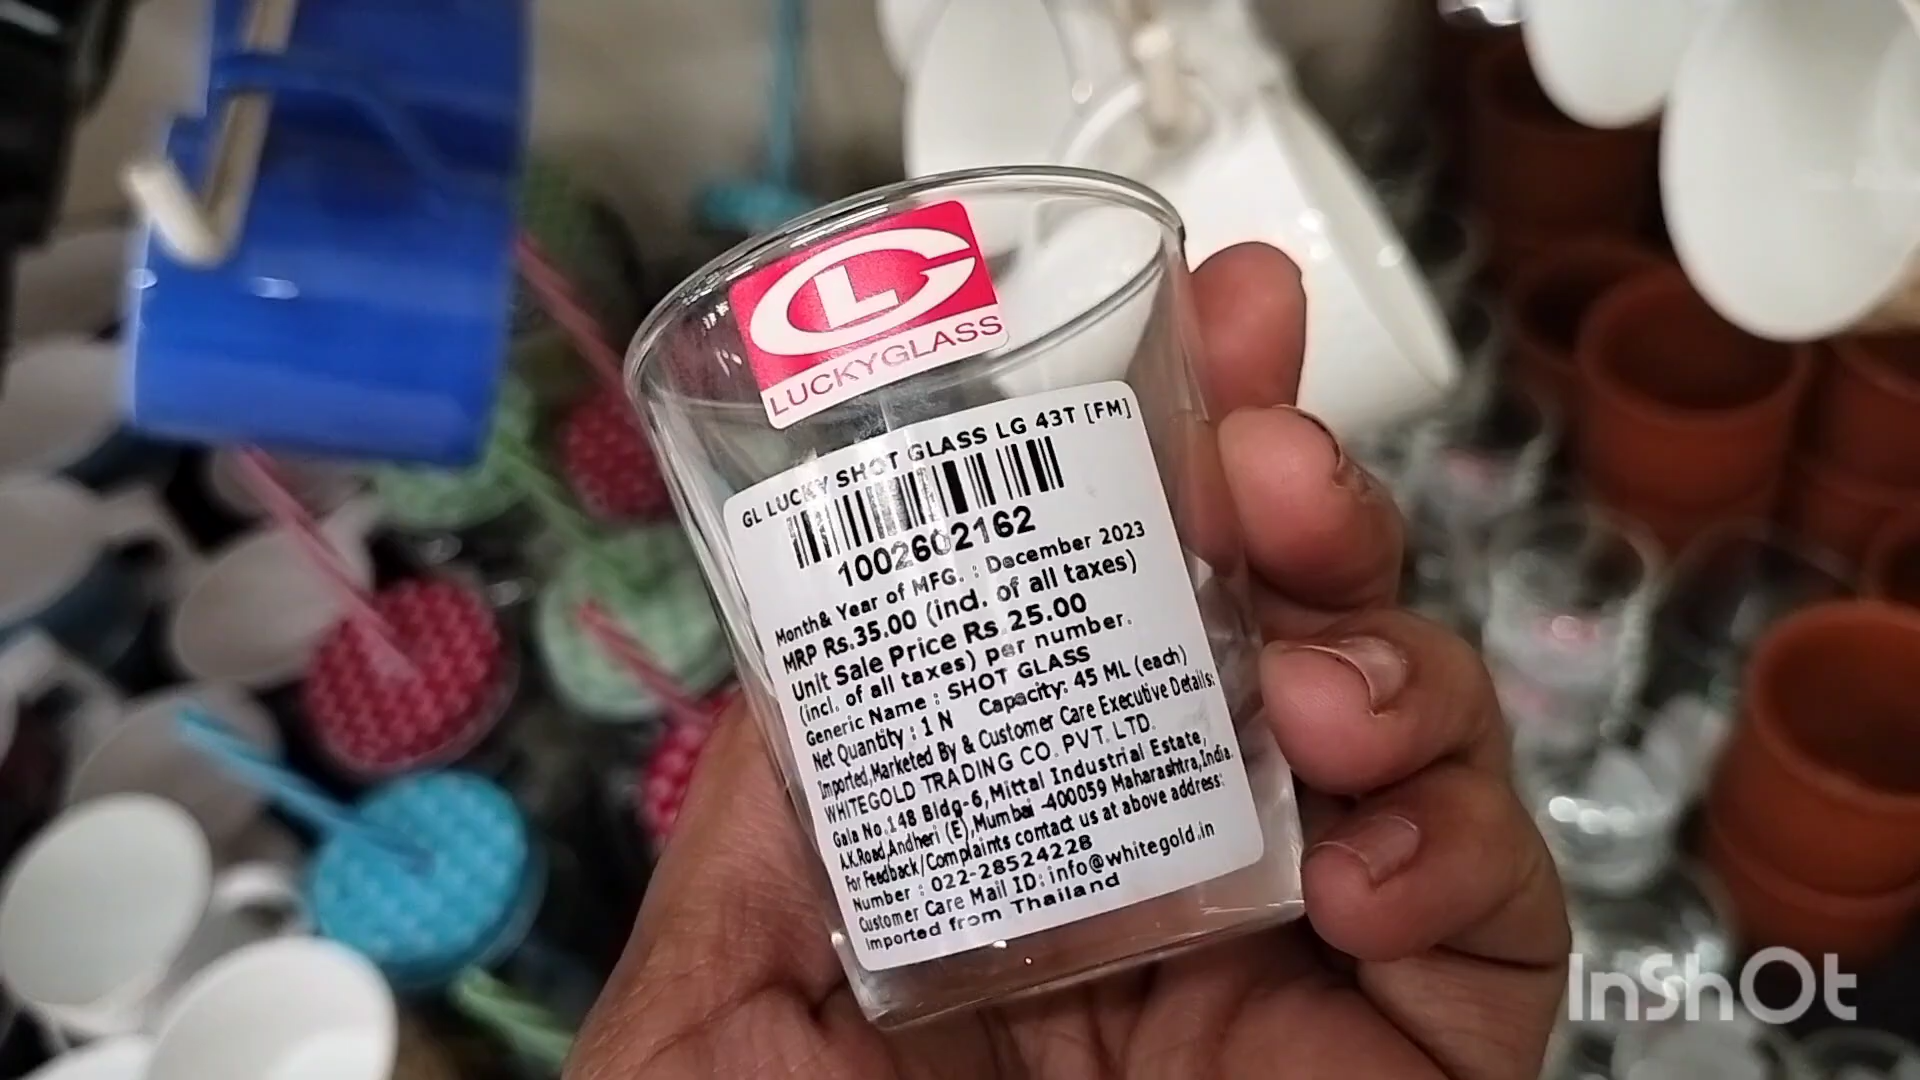 L
LUCKYGLASS
GL LUCKY SHOT GLASS LG 43T [FM]
1002602162
Month& Year of MFG. : December 2023
MRP Rs.35.00 (incl. of all taxes)
Unit Sale Price Rs 25.00
(incl. of all taxes) per number.
Generic Name : SHOT GLASS
Net Quantity : 1 N Capacity: 45 ML (each)
Imported,Marketed By & Customer Care Executive Details:
WHITEGOLD TRADING CO. PVT. LTD.
Gala No.148 Bldg-6,Mittal Industrial Estate,
A.K.Road,Andheri (E),Mumbai -400059 Maharashtra,India.
For Feedback/Complaints contact us at above address:
Number : 022-28524228
Customer Care Mail ID: info@whitegold.in
Imported from Thailand
InShOt